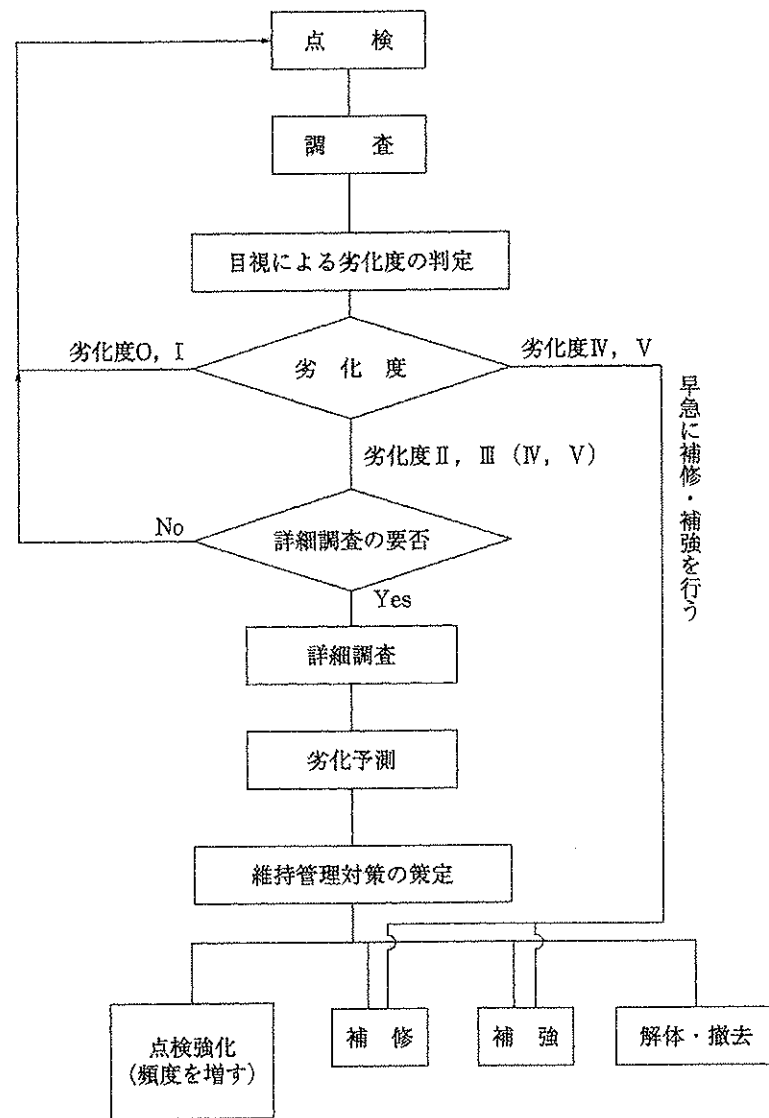 点　検
調　査
目視による劣化度の判定
劣化度O，I
劣　化　度
劣化度Ⅳ，Ⅴ
早急に補修・補強を行う
劣化度Ⅱ，Ⅲ（Ⅳ，Ⅴ）
No
詳細調査の要否
Yes
詳細調査
劣化予測
維持管理対策の策定
点検強化
(頻度を増す)
補　修
補　強
解体・撤去